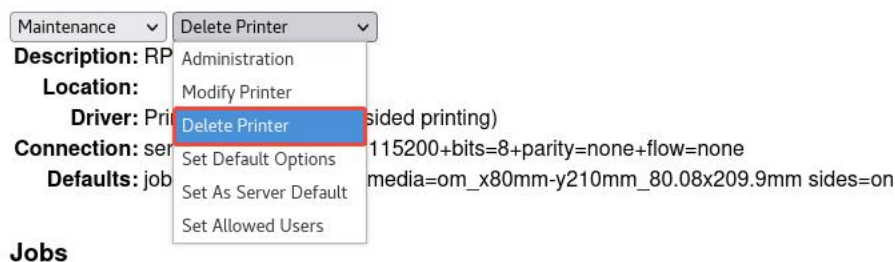 Maintenance Delete Printer
Description: RP
Administration
Location:
Modify Printer
Driver: Pri
Delete Printer
sided printing)
Connection: ser
Set Default Options
115200+bits=8+parity=none+flow=none
Defaults: job
Set As Server Default
media=om_x80mm-y210mm_80.08x209.9mm sides=on
Set Allowed Users
Jobs